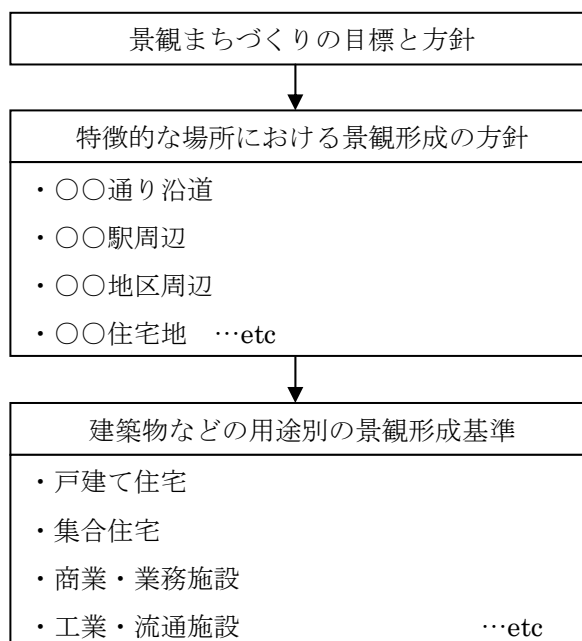 景観まちづくりの目標と方針
特徴的な場所における景観形成の方針
・○○通り沿道
・○○駅周辺
・○○地区周辺
・○○住宅地　…etc
建築物などの用途別の景観形成基準
・戸建て住宅
・集合住宅
・商業・業務施設
・工業・流通施設　…etc